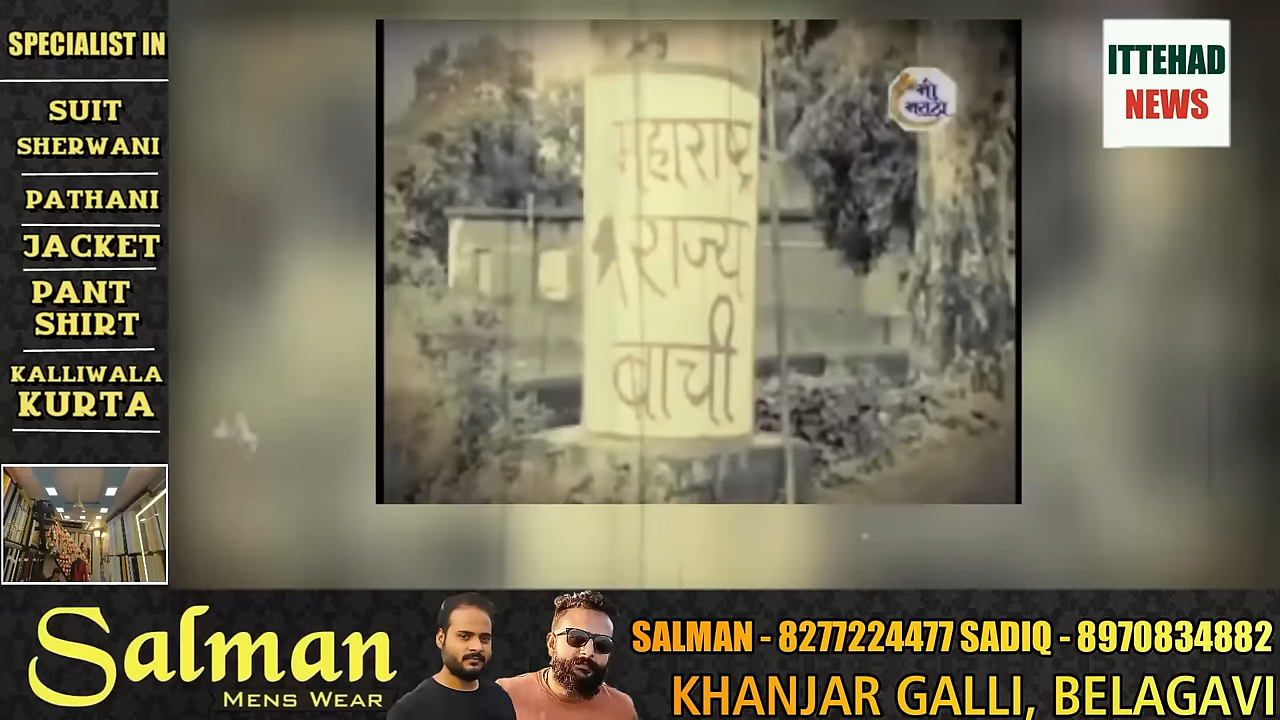 SPECIALIST IN
SUIT
SHERWANI
PATHANI
JACKET
PANT
SHIRT
KALLIWALA
KURTA
महाराष्ट्र
राज्य
बाची
मी
मराठी
ITTEHAD
NEWS
Salman
MENS WEAR
SALMAN - 8277224477 SADIQ - 8970834882
KHANJAR GALLI, BELAGAVI